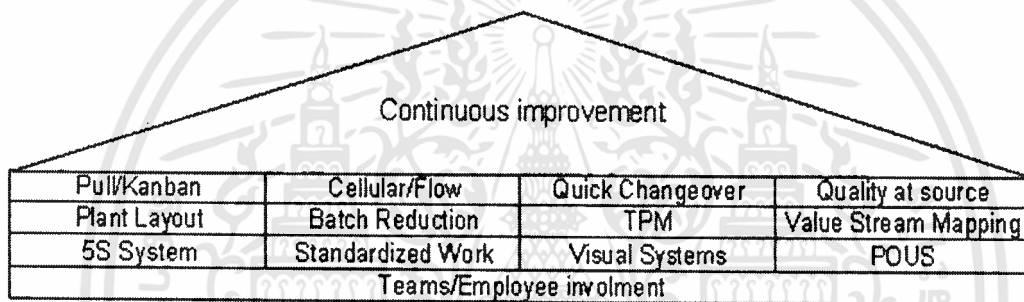 Continuous improvement
Pull/Kanban Cellular/Flow Quick Changeover Quality at source
Plant Layout Batch Reduction TPM Value Stream Mapping
5S System Standardized Work Visual Systems POUS
Teams/Employee involment